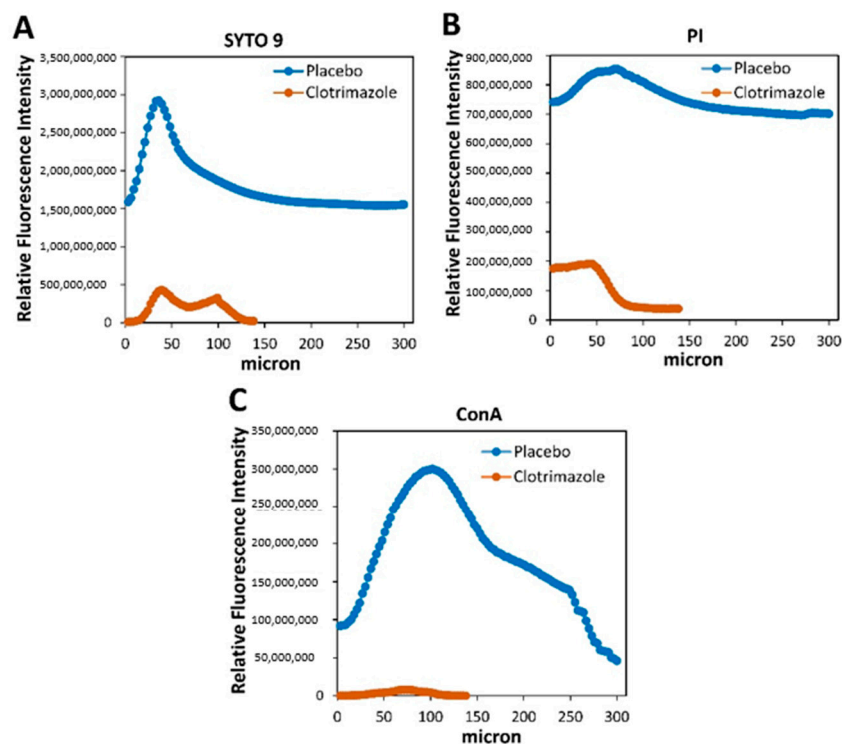 A
SYTO 9
Relative Fluorescence Intensity
3,500,000,000
3,000,000,000
2,500,000,000
2,000,000,000
1,500,000,000
1,000,000,000
500,000,000
0
Placebo
Clotrimazole
0 50 100 150 200 250 300
micron
B
PI
Relative Fluorescence Intensity
900,000,000
800,000,000
700,000,000
600,000,000
500,000,000
400,000,000
300,000,000
200,000,000
100,000,000
0
Placebo
Clotrimazole
0 50 100 150 200 250 300
micron
C
ConA
Relative Fluorescence Intensity
350,000,000
300,000,000
250,000,000
200,000,000
150,000,000
100,000,000
50,000,000
0
Placebo
Clotrimazole
0 50 100 150 200 250 300
micron